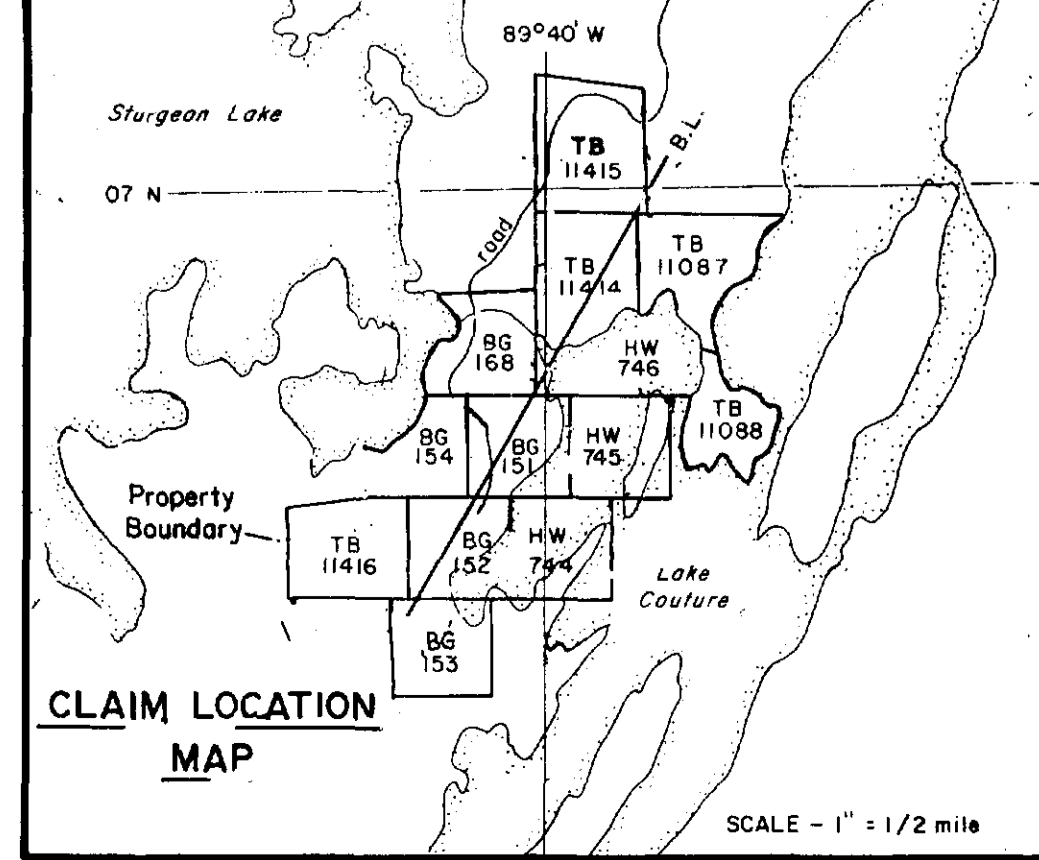 89°40' W
Sturgeon Lake
B.L.
TB
11415
07 N
road
TB
11087
TB
11414
BG
168
HW
746
TB
11088
BG
154
BG
151
HW
745
Property
Boundary
TB
11416
BG
152
HW
744
Lake
Couture
BG
153
CLAIM LOCATION
MAP
SCALE - 1" = 1/2 mile